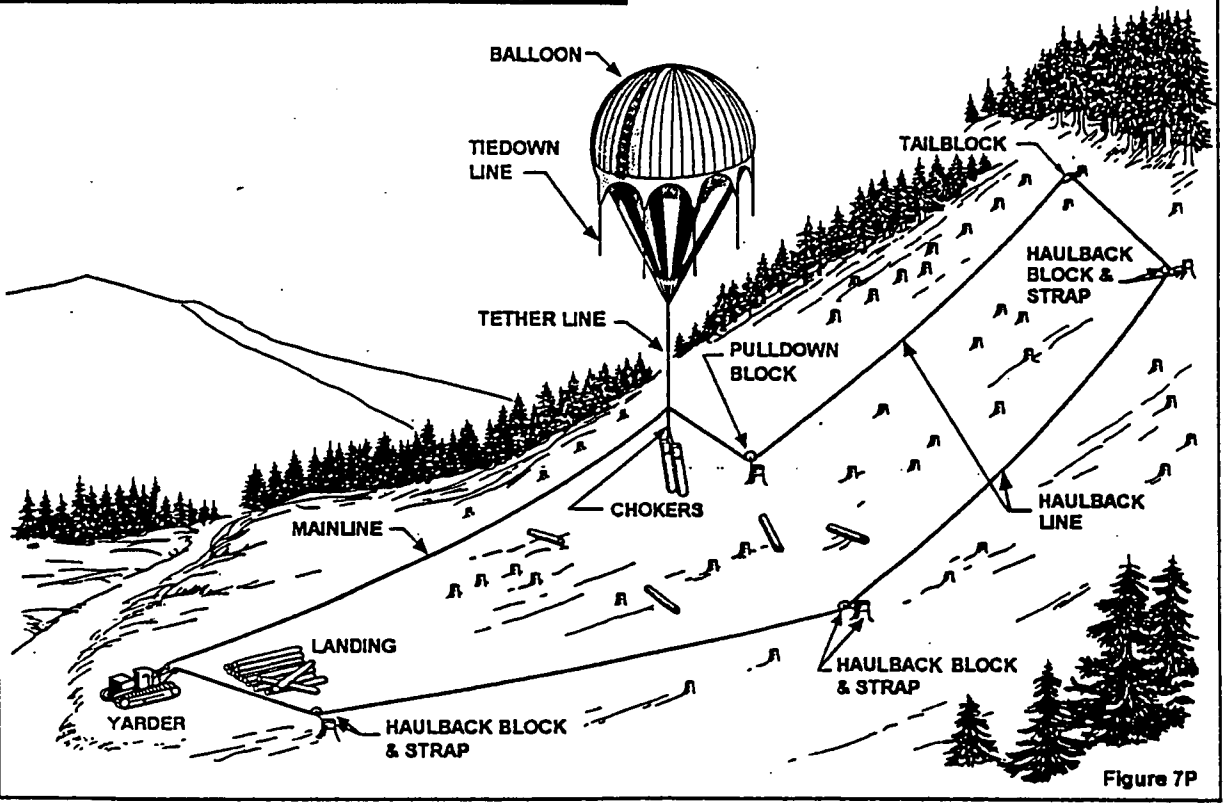 BALLOON
TIEDOWN
LINE
TAILBLOCK
HAULBACK
BLOCK &
STRAP
TETHER LINE
PULLDOWN
BLOCK
CHOKERS
HAULBACK
LINE
MAINLINE
LANDING
HAULBACK BLOCK
& STRAP
YARDER
HAULBACK BLOCK
& STRAP
Figure 7P